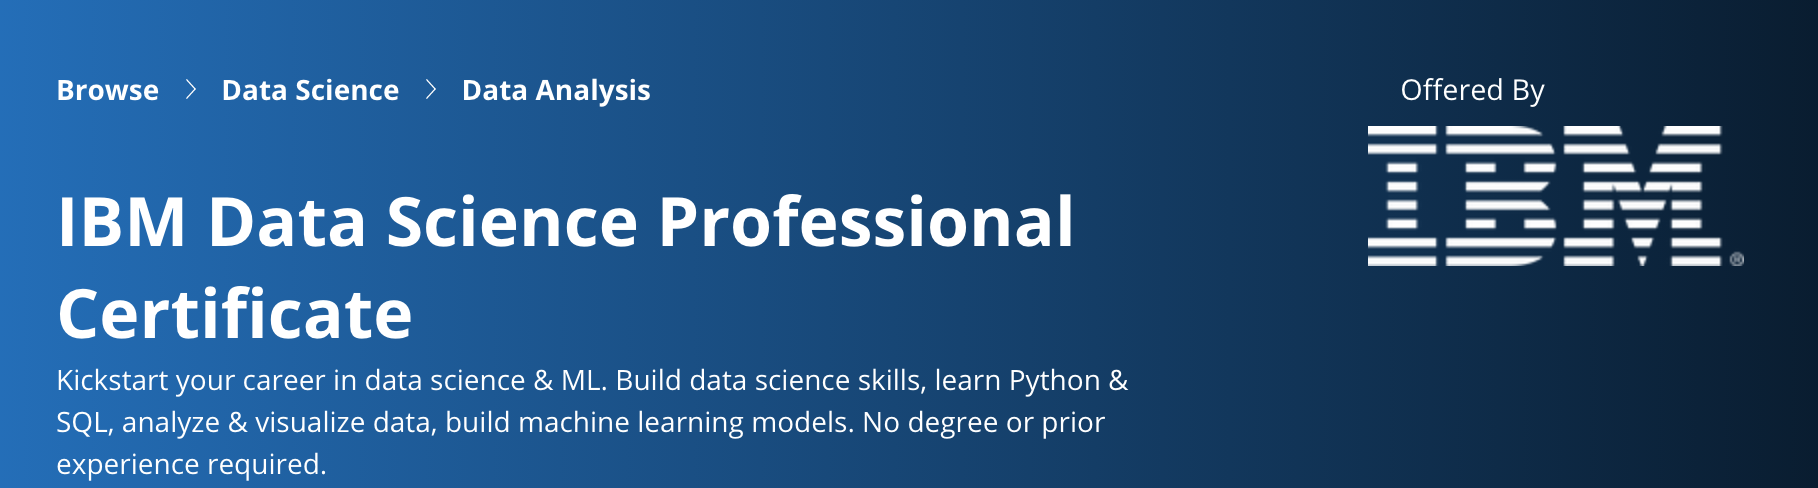 Browse > Data Science > Data Analysis
Offered By
IBM®
IBM Data Science Professional
Certificate
Kickstart your career in data science & ML. Build data science skills, learn Python &
SQL, analyze & visualize data, build machine learning models. No degree or prior
experience required.